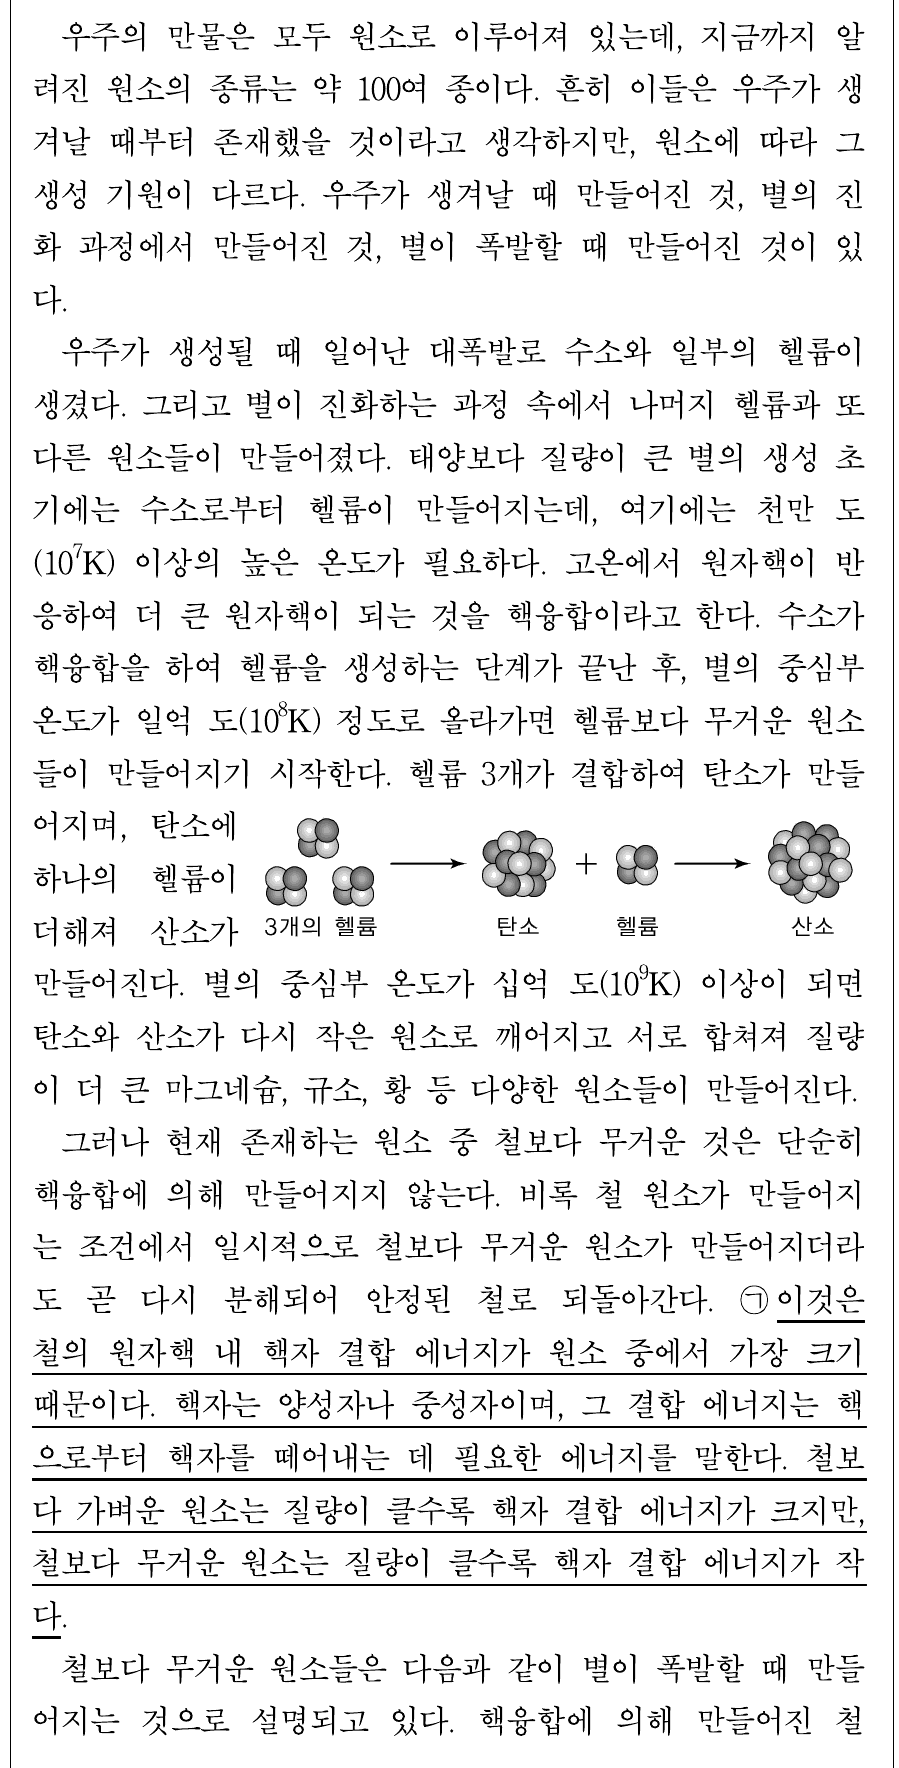 우주의 만물은 모두 원소로 이루어져 있는데, 지금까지 알
려진 원소의 종류는 약 100여 종이다. 흔히 이들은 우주가 생
겨날 때부터 존재했을 것이라고 생각하지만, 원소에 따라 그
생성 기원이 다르다. 우주가 생겨날 때 만들어진 것, 별의 진
화 과정에서 만들어진 것, 별이 폭발할 때 만들어진 것이 있
다.
우주가 생성될 때 일어난 대폭발로 수소와 일부의 헬륨이
생겼다. 그리고 별이 진화하는 과정 속에서 나머지 헬륨과 또
다른 원소들이 만들어졌다. 태양보다 질량이 큰 별의 생성 초
기에는 수소로부터 헬륨이 만들어지는데, 여기에는 천만 도
(10⁷K) 이상의 높은 온도가 필요하다. 고온에서 원자핵이 반
응하여 더 큰 원자핵이 되는 것을 핵융합이라고 한다. 수소가
핵융합을 하여 헬륨을 생성하는 단계가 끝난 후, 별의 중심부
온도가 일억 도(10⁸K) 정도로 올라가면 헬륨보다 무거운 원소
들이 만들어지기 시작한다. 헬륨 3개가 결합하여 탄소가 만들
어지며, 탄소에
하나의 헬륨이
더해져 산소가
3개의 헬륨 탄소 + 헬륨 산소
만들어진다. 별의 중심부 온도가 십억 도(10⁹K) 이상이 되면
탄소와 산소가 다시 작은 원소로 깨어지고 서로 합쳐져 질량
이 더 큰 마그네슘, 규소, 황 등 다양한 원소들이 만들어진다.
그러나 현재 존재하는 원소 중 철보다 무거운 것은 단순히
핵융합에 의해 만들어지지 않는다. 비록 철 원소가 만들어지
는 조건에서 일시적으로 철보다 무거운 원소가 만들어지더라
도 곧 다시 분해되어 안정된 철로 되돌아간다. ㉠이것은
철의 원자핵 내 핵자 결합 에너지가 원소 중에서 가장 크기
때문이다. 핵자는 양성자나 중성자이며, 그 결합 에너지는 핵
으로부터 핵자를 떼어내는 데 필요한 에너지를 말한다. 철보
다 가벼운 원소는 질량이 클수록 핵자 결합 에너지가 크지만,
철보다 무거운 원소는 질량이 클수록 핵자 결합 에너지가 작
다.
철보다 무거운 원소들은 다음과 같이 별이 폭발할 때 만들
어지는 것으로 설명되고 있다. 핵융합에 의해 만들어진 철